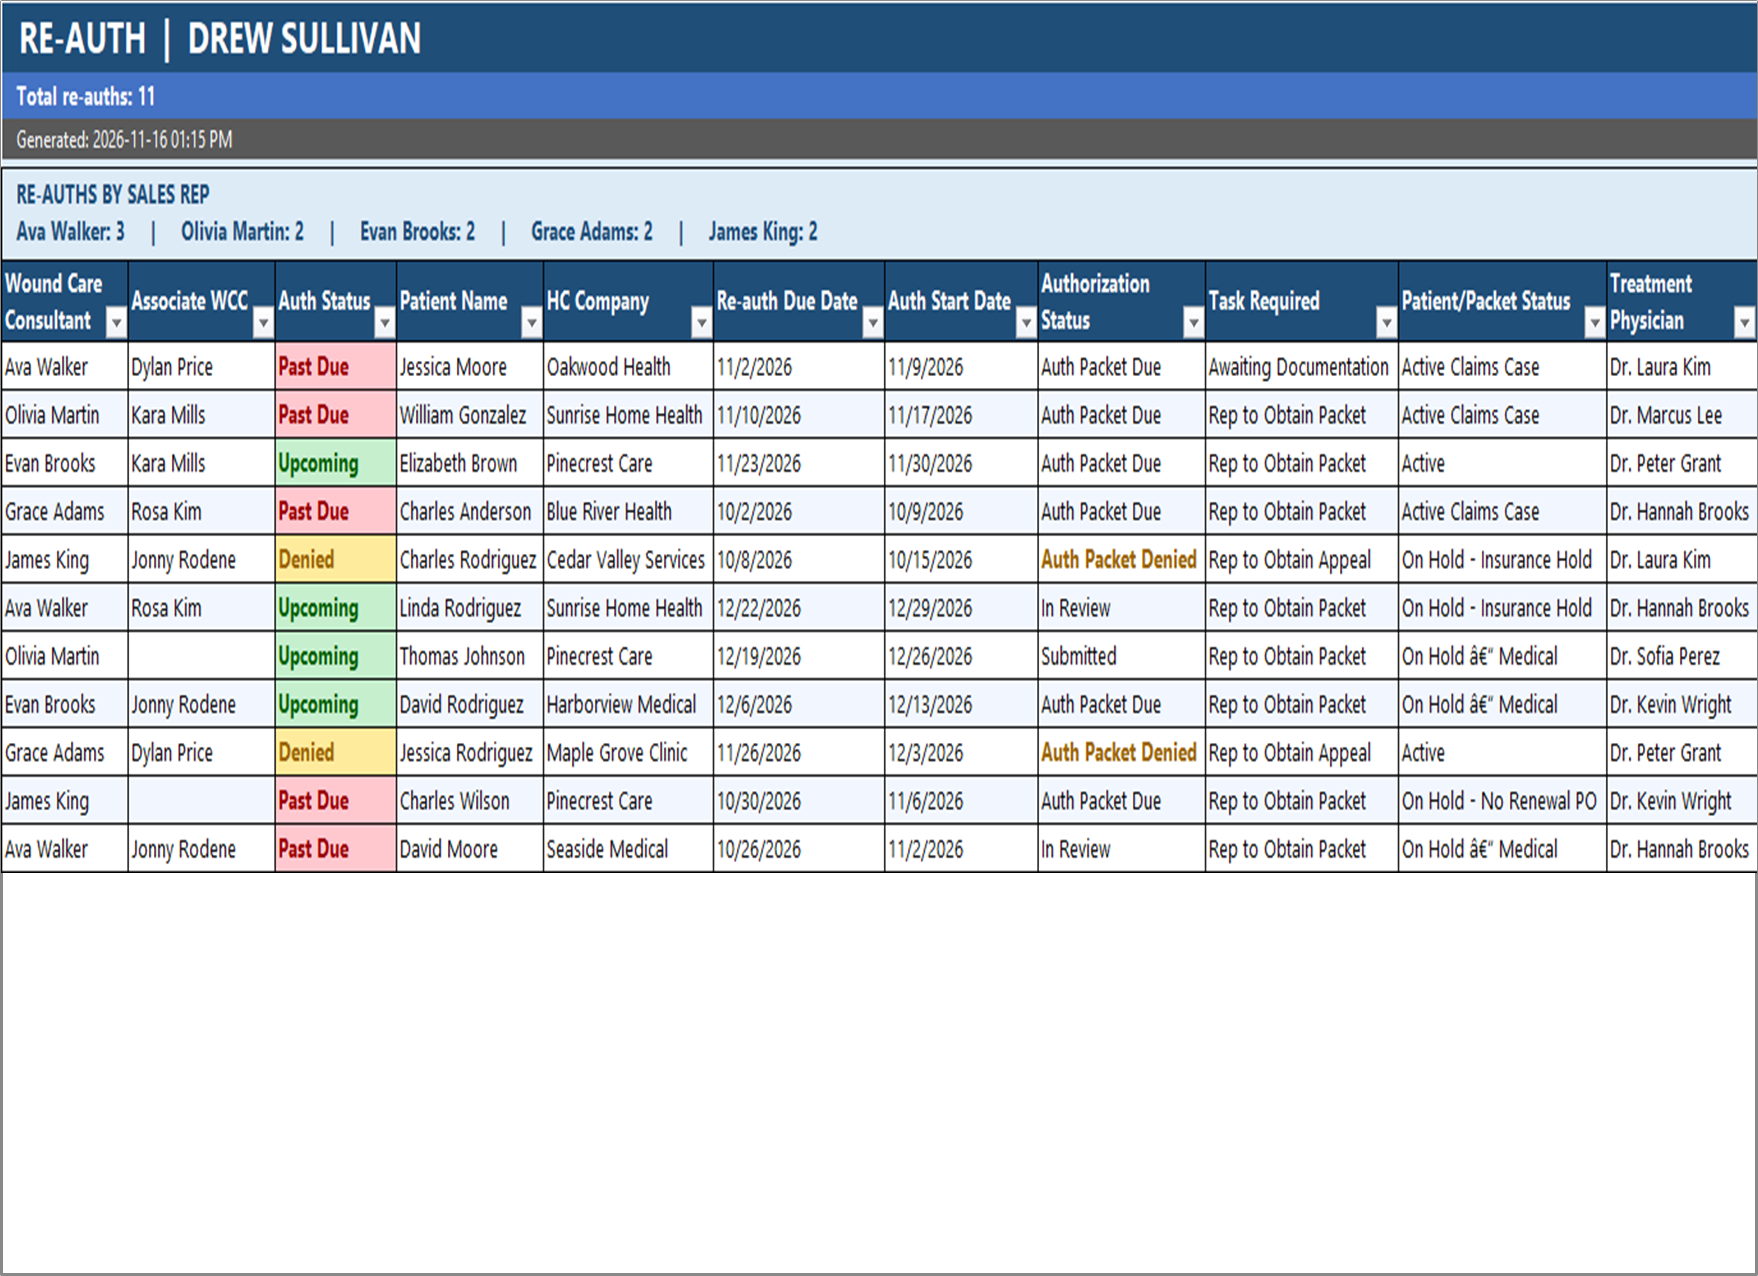 RE-AUTH | DREW SULLIVAN
Total re-auths: 11
Generated: 2026-11-16 01:15 PM
RE-AUTHS BY SALES REP
Ava Walker: 3 | Olivia Martin: 2 | Evan Brooks: 2 | Grace Adams: 2 | James King: 2
Wound Care Consultant Associate WCC Auth Status Patient Name HC Company Re-auth Due Date Auth Start Date Authorization Status Task Required Patient/Packet Status Treatment Physician
Ava Walker Dylan Price Past Due Jessica Moore Oakwood Health 11/2/2026 11/9/2026 Auth Packet Due Awaiting Documentation Active Claims Case Dr. Laura Kim
Olivia Martin Kara Mills Past Due William Gonzalez Sunrise Home Health 11/10/2026 11/17/2026 Auth Packet Due Rep to Obtain Packet Active Claims Case Dr. Marcus Lee
Evan Brooks Kara Mills Upcoming Elizabeth Brown Pinecrest Care 11/23/2026 11/30/2026 Auth Packet Due Rep to Obtain Packet Active Dr. Peter Grant
Grace Adams Rosa Kim Past Due Charles Anderson Blue River Health 10/2/2026 10/9/2026 Auth Packet Due Rep to Obtain Packet Active Claims Case Dr. Hannah Brooks
James King Jonny Rodene Denied Charles Rodriguez Cedar Valley Services 10/8/2026 10/15/2026 Auth Packet Denied Rep to Obtain Appeal On Hold - Insurance Hold Dr. Laura Kim
Ava Walker Rosa Kim Upcoming Linda Rodriguez Sunrise Home Health 12/22/2026 12/29/2026 In Review Rep to Obtain Packet On Hold - Insurance Hold Dr. Hannah Brooks
Olivia Martin Upcoming Thomas Johnson Pinecrest Care 12/19/2026 12/26/2026 Submitted Rep to Obtain Packet On Hold â€“ Medical Dr. Sofia Perez
Evan Brooks Jonny Rodene Upcoming David Rodriguez Harborview Medical 12/6/2026 12/13/2026 Auth Packet Due Rep to Obtain Packet On Hold â€“ Medical Dr. Kevin Wright
Grace Adams Dylan Price Denied Jessica Rodriguez Maple Grove Clinic 11/26/2026 12/3/2026 Auth Packet Denied Rep to Obtain Appeal Active Dr. Peter Grant
James King Past Due Charles Wilson Pinecrest Care 10/30/2026 11/6/2026 Auth Packet Due Rep to Obtain Packet On Hold - No Renewal PO Dr. Kevin Wright
Ava Walker Jonny Rodene Past Due David Moore Seaside Medical 10/26/2026 11/2/2026 In Review Rep to Obtain Packet On Hold â€“ Medical Dr. Hannah Brooks